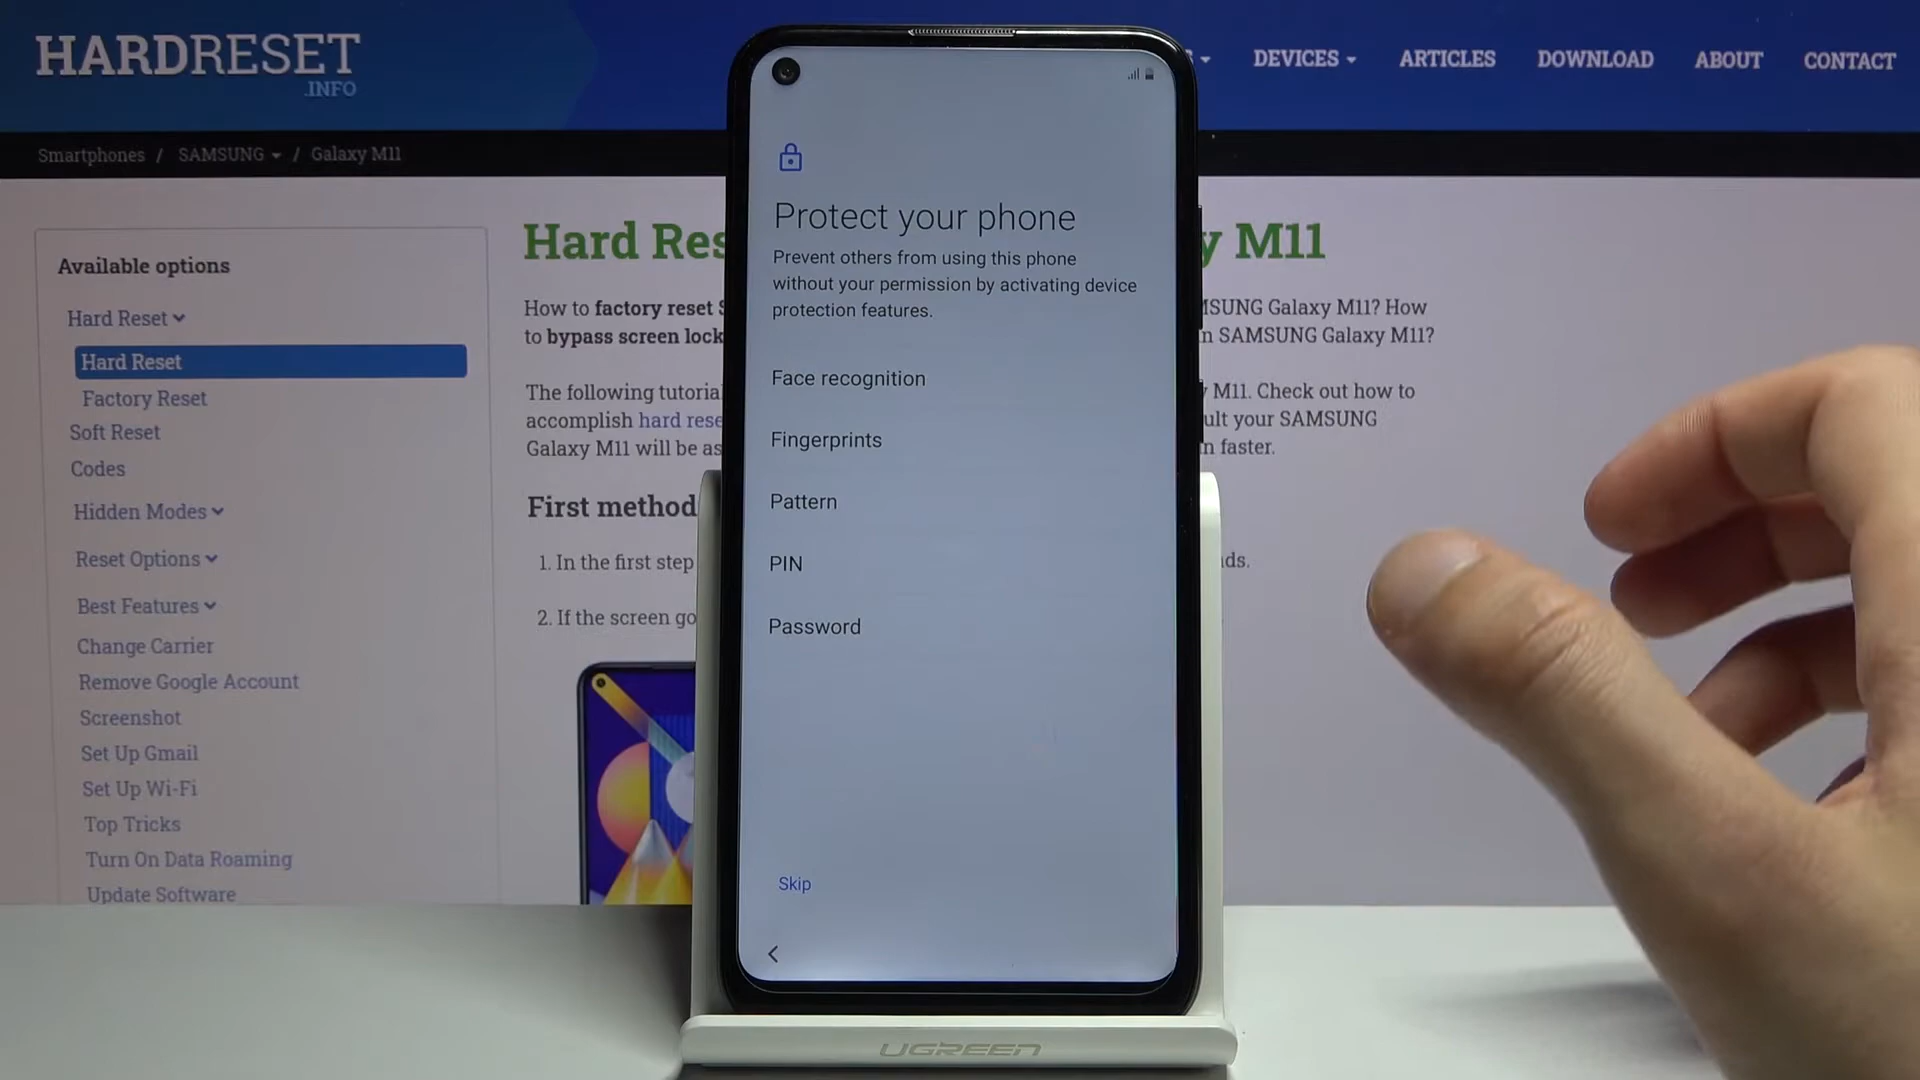 HARDRESET
.INFO
DEVICES
ARTICLES
DOWNLOAD
ABOUT
CONTACT
Smartphones / SAMSUNG / Galaxy M11
Available options
Hard Reset
Hard Reset
Factory Reset
Soft Reset
Codes
Hidden Modes
Reset Options
Best Features
Change Carrier
Remove Google Account
Screenshot
Set Up Gmail
Set Up Wi-Fi
Top Tricks
Turn On Data Roaming
Update Software
Hard Res
y M11
How to factory reset S
MSUNG Galaxy M11? How
to bypass screen lock
n SAMSUNG Galaxy M11?
The following tutoria
M11. Check out how to
accomplish hard rese
ult your SAMSUNG
Galaxy M11 will be as
n faster.
First method
1. In the first step
nds.
2. If the screen go
Protect your phone
Prevent others from using this phone
without your permission by activating device
protection features.
Face recognition
Fingerprints
Pattern
PIN
Password
Skip
UGREEN